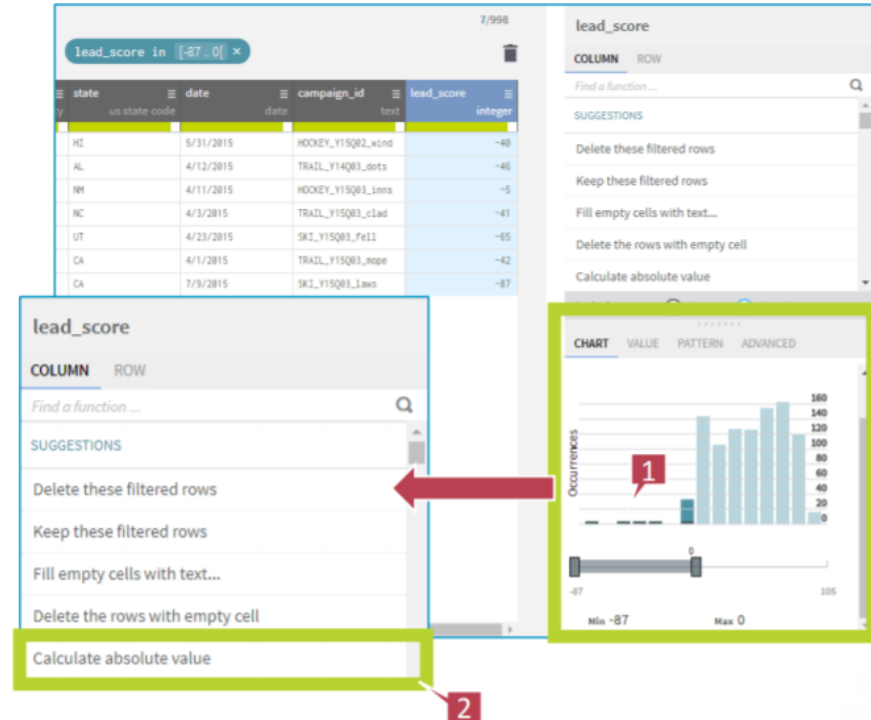 7/998
lead_score in [-87 .. 0[ ×
state
us state code
date
date
campaign_id
text
lead_score
integer
HI 5/31/2015 HOCKEY_Y15Q02_wind -40
AL 4/12/2015 TRAIL_Y14Q03_dots -46
NM 4/11/2015 HOCKEY_Y15Q03_inns -5
NC 4/3/2015 TRAIL_Y15Q03_clad -41
UT 4/23/2015 SKI_Y15Q03_fell -65
CA 4/1/2015 TRAIL_Y15Q03_mope -42
CA 7/9/2015 SKI_Y15Q03_laws -87
lead_score
COLUMN ROW
Find a function ...
SUGGESTIONS
Delete these filtered rows
Keep these filtered rows
Fill empty cells with text...
Delete the rows with empty cell
Calculate absolute value
lead_score
COLUMN ROW
Find a function ...
SUGGESTIONS
Delete these filtered rows
Keep these filtered rows
Fill empty cells with text...
Delete the rows with empty cell
Calculate absolute value
2
CHART VALUE PATTERN ADVANCED
Occurrences
160
140
120
100
80
60
40
20
0
1
0
-87 105
Min -87 Max 0